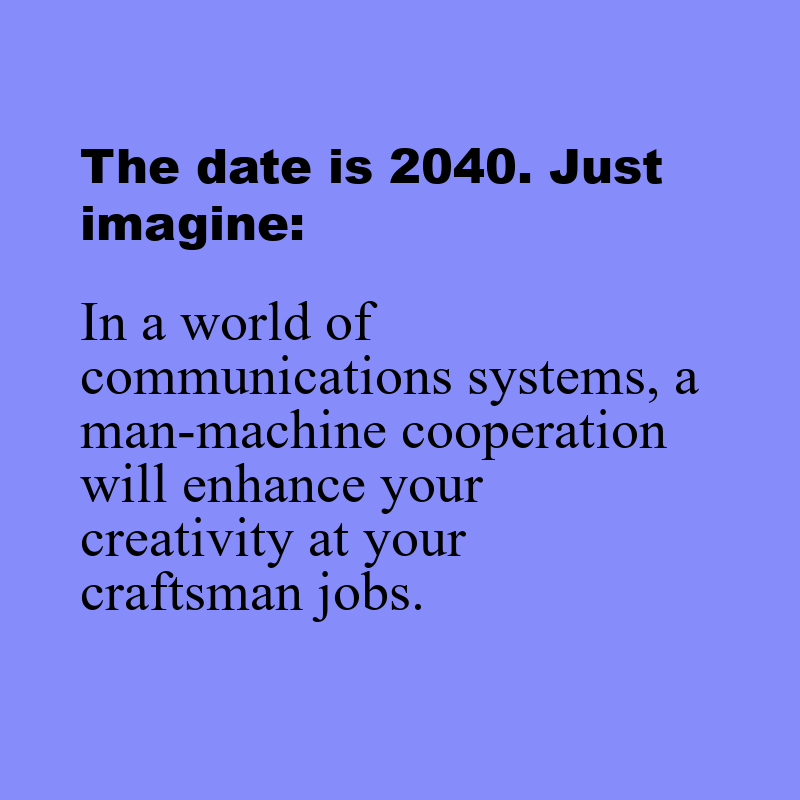 The date is 2040. Just
imagine:
In a world of
communications systems, a
man-machine cooperation
will enhance your
creativity at your
craftsman jobs.